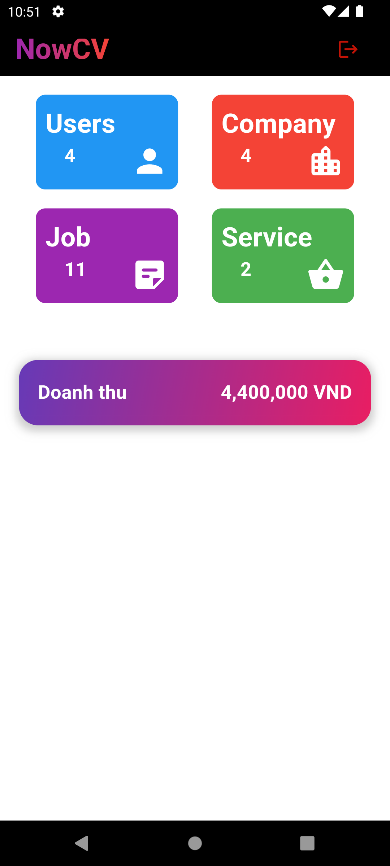 10:51
NowCV
Users
4
Company
4
Job
11
Service
2
Doanh thu 4,400,000 VND